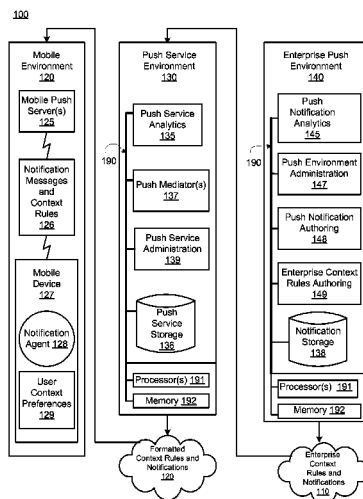 100
Mobile
Environment
120
Mobile Push
Server(s)
125
Notification
Messages
and
Context
Rules
126
Mobile
Device
127
Notification
Agent 128
User
Context
Preferences
129
Push Service
Environment
130
Push Service
Analytics
135
190
Push Mediator(s)
137
Push Service
Administration
139
Push
Service
Storage
136
Processor(s) 191
Memory 192
Formatted
Context Rules and
Notifications
120
Enterprise Push
Environment
140
Push
Notification
Analytics
145
190
Push Environment
Administration
147
Push Notification
Authoring
148
Enterprise Context
Rules Authoring
149
Notification
Storage
138
Processor(s) 191
Memory 192
Enterprise
Context
Rules and
Notifications
110